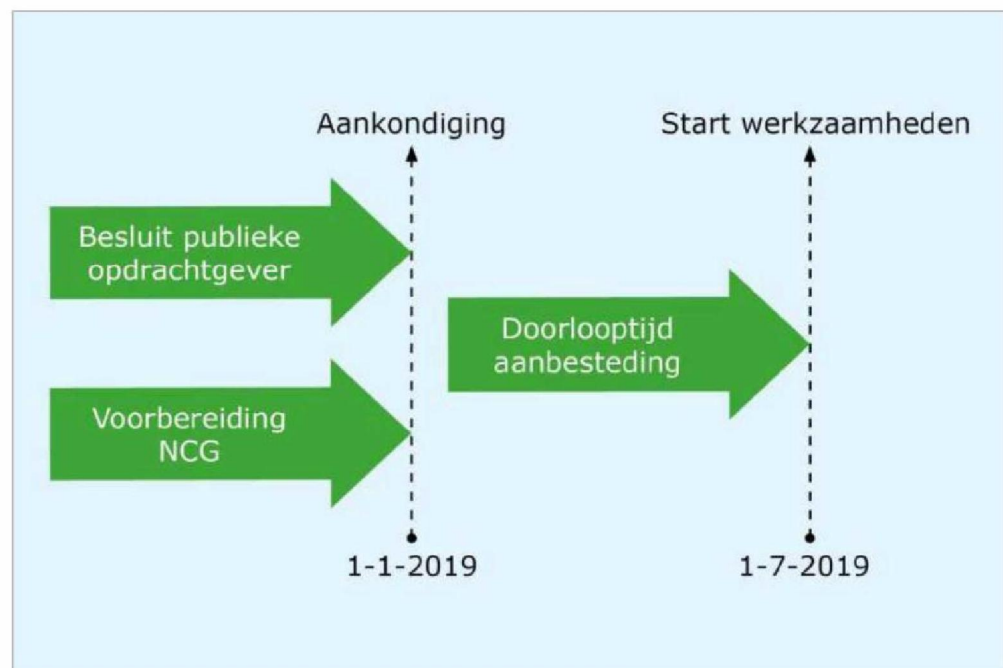 Aankondiging
Start werkzaamheden
Besluit publieke
opdrachtgever
Doorlooptijd
aanbesteding
Voorbereiding
NCG
1-1-2019
1-7-2019